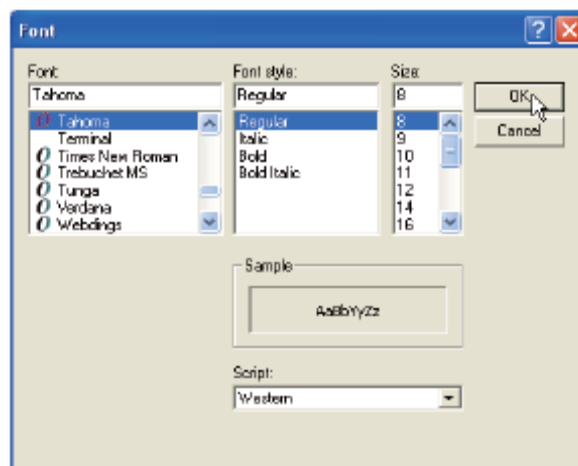 Font
Font:
Font style:
Size:
Tahoma
Regular
8
OK
Tahoma
Terminal
Times New Roman
Trebuchet MS
Tunga
Verdana
Webdings
Regular
Italic
Bold
Bold Italic
8
9
10
11
12
14
16
Cancel
Sample
AaBbYyZz
Script:
Western